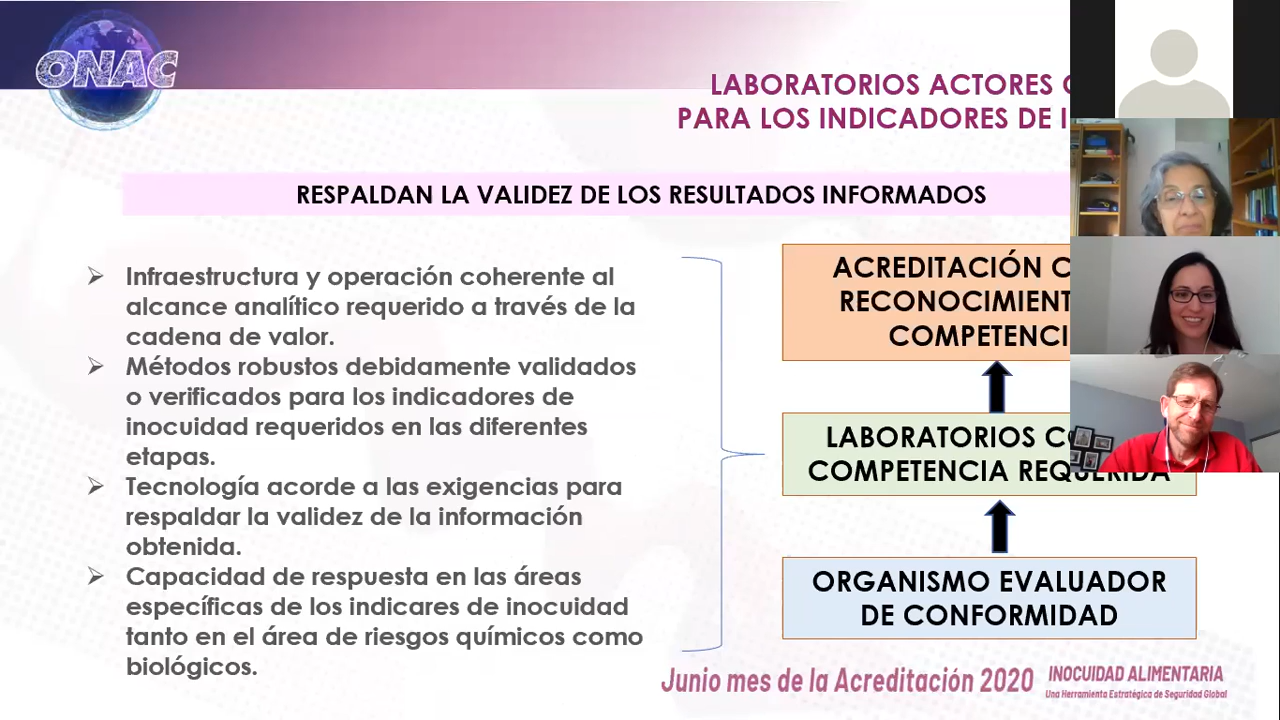 ONAC
LABORATORIOS ACTORES
PARA LOS INDICADORES DE
RESPALDAN LA VALIDEZ DE LOS RESULTADOS INFORMADOS
Infraestructura y operación coherente al
alcance analítico requerido a través de la
cadena de valor.
Métodos robustos debidamente validados
o verificados para los indicadores de
inocuidad requeridos en las diferentes
etapas.
Tecnología acorde a las exigencias para
respaldar la validez de la información
obtenida.
Capacidad de respuesta en las áreas
específicas de los indicares de inocuidad
tanto en el área de riesgos químicos como
biológicos.
ACREDITACIÓN
RECONOCIMIENT
COMPETENCI
LABORATORIOS
COMPETENCIA REQUERIDA
ORGANISMO EVALUADOR
DE CONFORMIDAD
Junio mes de la Acreditación 2020
INOCUIDAD ALIMENTARIA
Una Herramienta Estratégica de Seguridad Global